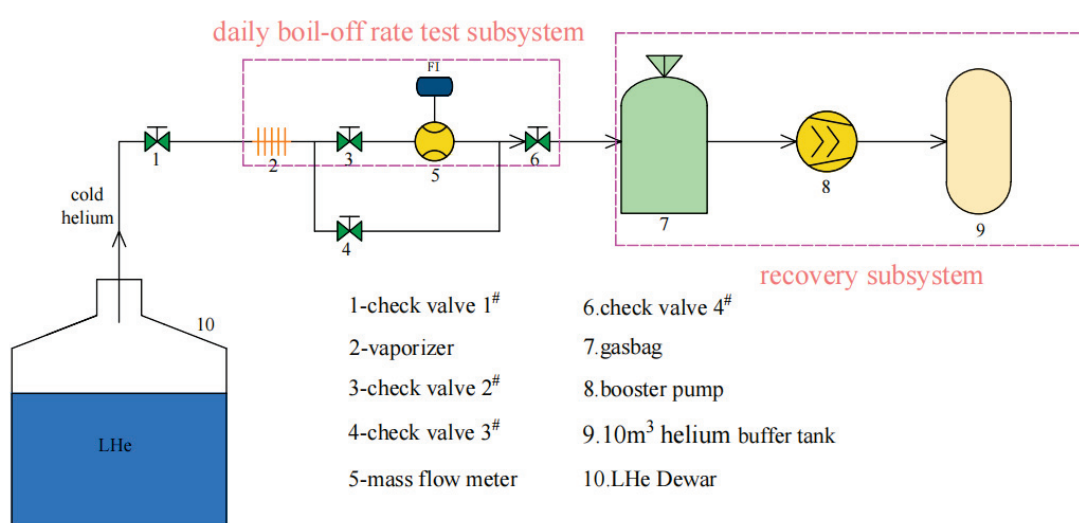 daily boil-off rate test subsystem
FI
1
2
3
5
6
4
7
8
9
cold
helium
recovery subsystem
10
LHe
1-check valve 1#
2-vaporizer
3-check valve 2#
4-check valve 3#
5-mass flow meter
6.check valve 4#
7.gasbag
8.booster pump
9.10m³ helium buffer tank
10.LHe Dewar